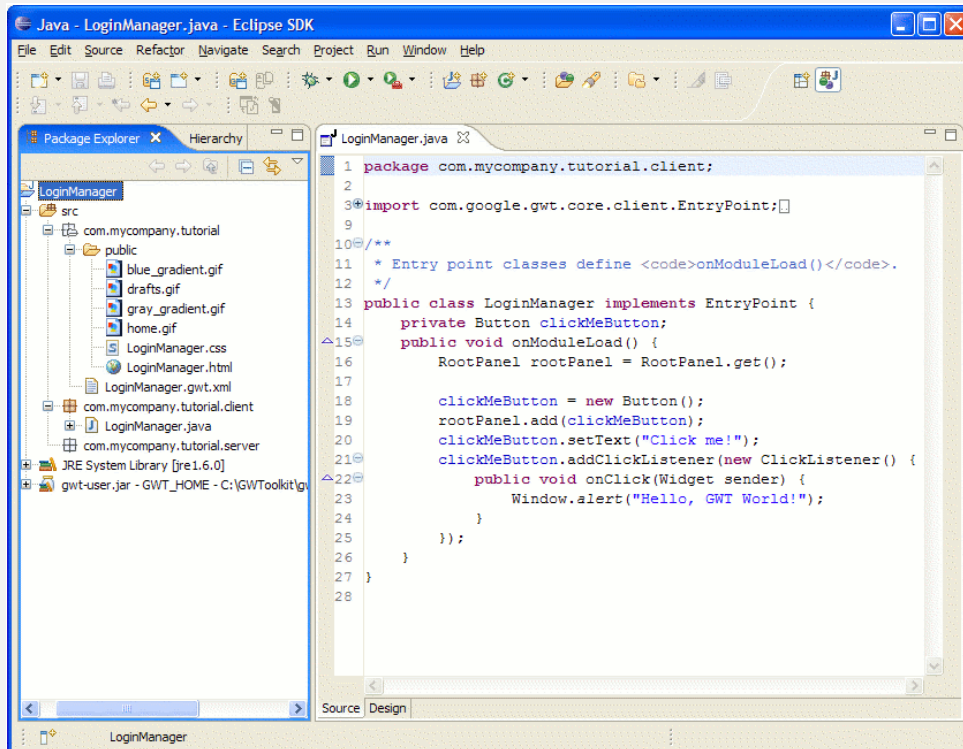 Java - LoginManager.java - Eclipse SDK
File Edit Source Refactor Navigate Search Project Run Window Help
Package Explorer Hierarchy
LoginManager
src
com.mycompany.tutorial
public
blue_gradient.gif
drafts.gif
gray_gradient.gif
home.gif
LoginManager.css
LoginManager.html
LoginManager.gwt.xml
com.mycompany.tutorial.client
LoginManager.java
com.mycompany.tutorial.server
JRE System Library [jre1.6.0]
gwt-user.jar - GWT_HOME - C:\GWToolkit\gw
LoginManager.java
1 package com.mycompany.tutorial.client;
2
3 import com.google.gwt.core.client.EntryPoint;
9
10 /**
11 * Entry point classes define <code>onModuleLoad()</code>.
12 */
13 public class LoginManager implements EntryPoint {
14 private Button clickMeButton;
15 public void onModuleLoad() {
16 RootPanel rootPanel = RootPanel.get();
17
18 clickMeButton = new Button();
19 rootPanel.add(clickMeButton);
20 clickMeButton.setText("Click me!");
21 clickMeButton.addClickListener(new ClickListener() {
22 public void onClick(Widget sender) {
23 Window.alert("Hello, GWT World!");
24 }
25 });
26 }
27 }
28
Source Design
LoginManager